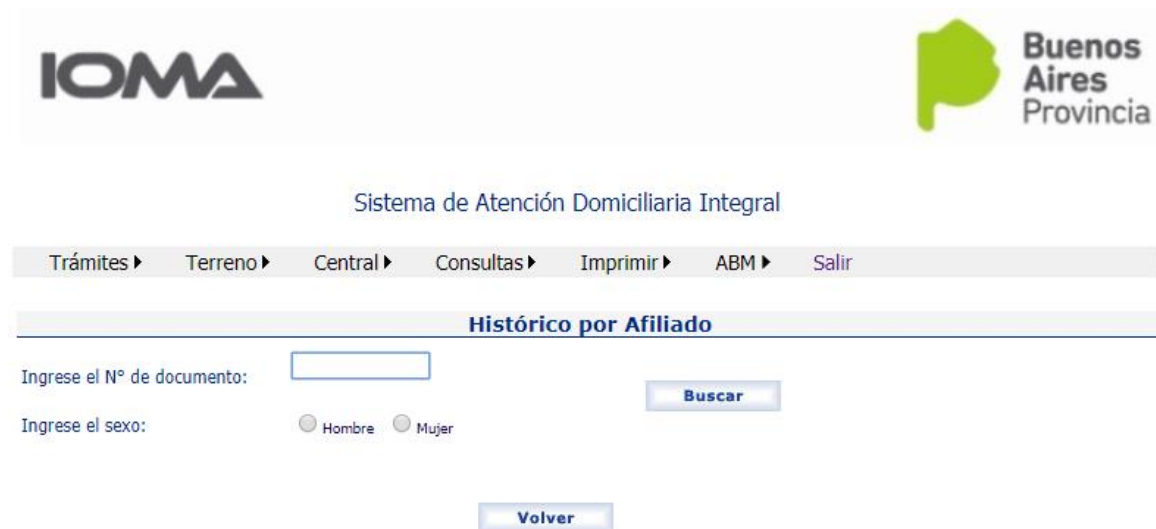 IOMA
Buenos
Aires
Provincia
Sistema de Atención Domiciliaria Integral
Trámites Terreno Central Consultas Imprimir ABM Salir
Histórico por Afiliado
Ingrese el N° de documento:
Buscar
Ingrese el sexo: Hombre Mujer
Volver